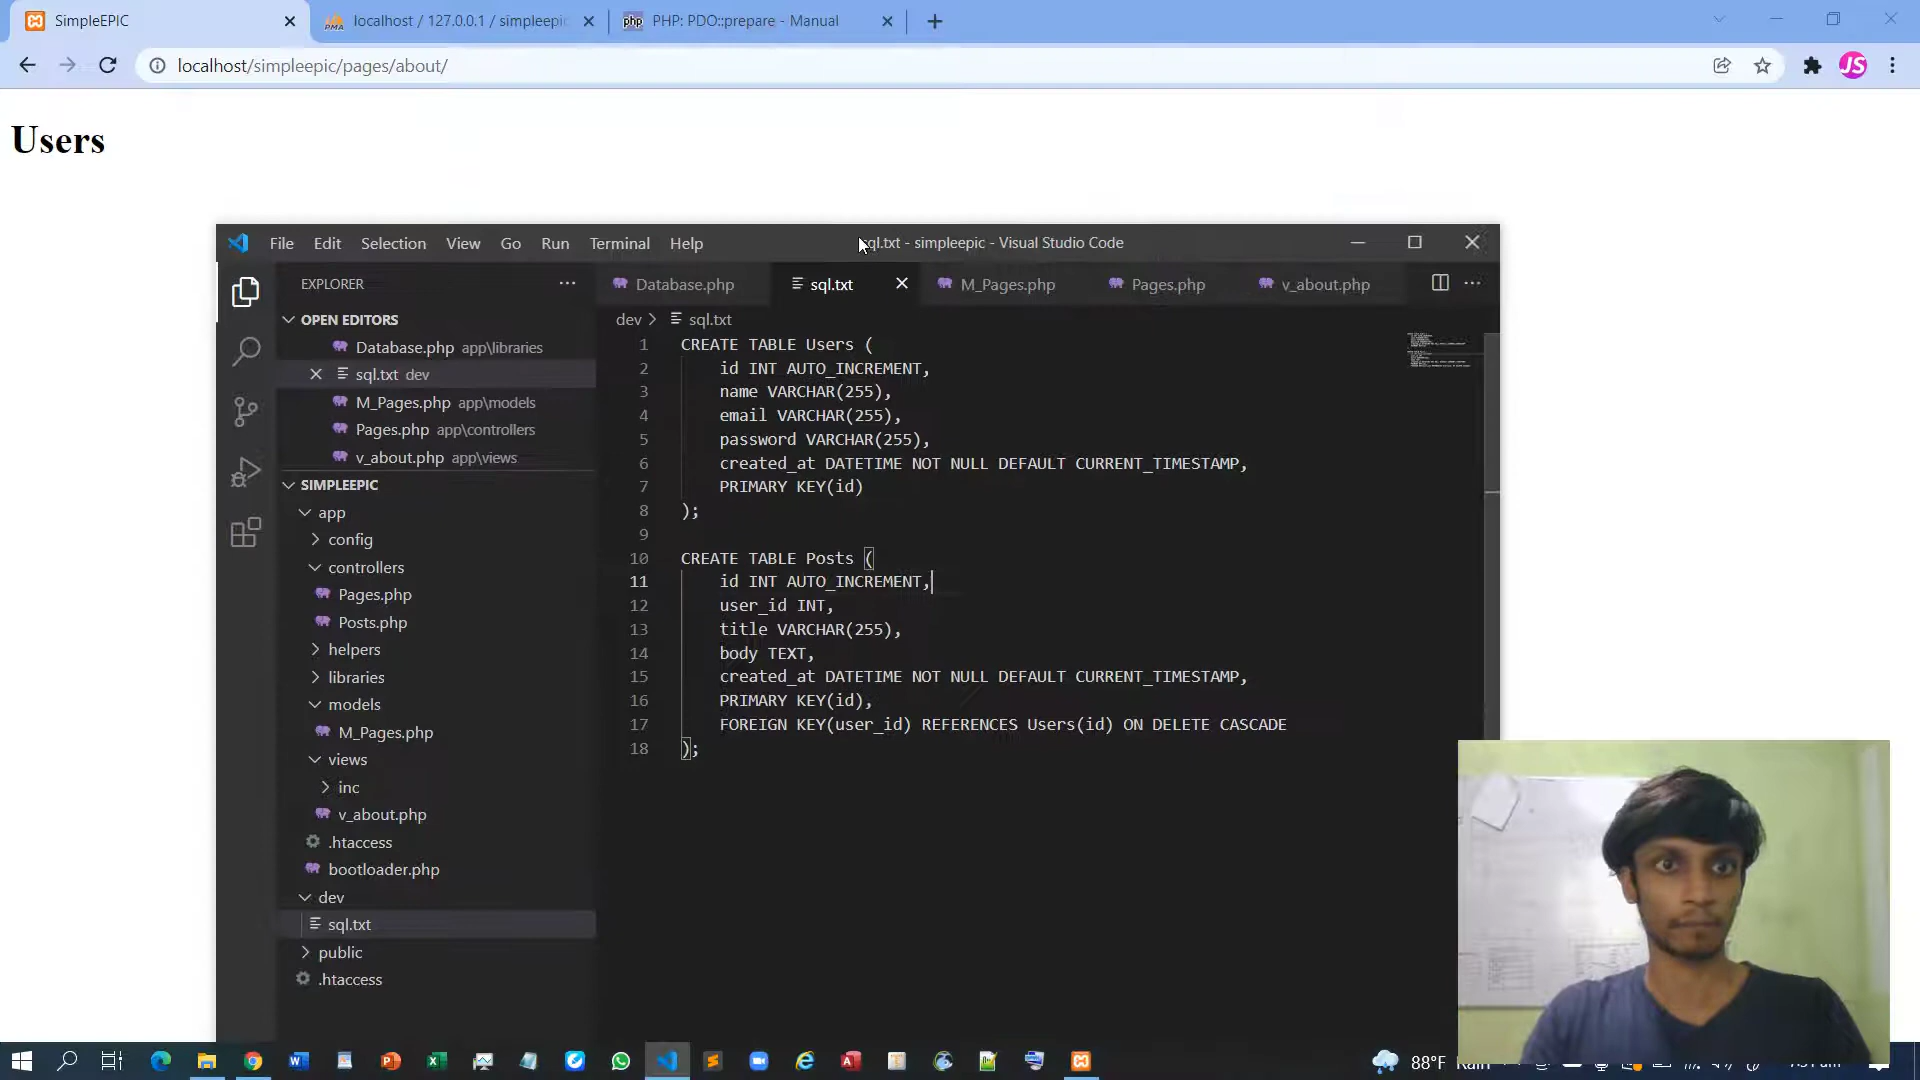 SimpleEPIC
localhost / 127.0.0.1 / simpleepic
PHP: PDO::prepare - Manual
localhost/simpleepic/pages/about/
JS
Users
File Edit Selection View Go Run Terminal Help
sql.txt - simpleepic - Visual Studio Code
EXPLORER
Database.php
sql.txt
M_Pages.php
Pages.php
v_about.php
OPEN EDITORS
Database.php app\libraries
sql.txt dev
M_Pages.php app\models
Pages.php app\controllers
v_about.php app\views
SIMPLEEPIC
app
config
controllers
Pages.php
Posts.php
helpers
libraries
models
M_Pages.php
views
inc
v_about.php
.htaccess
bootloader.php
dev
sql.txt
public
.htaccess
dev > sql.txt
1 CREATE TABLE Users (
2 id INT AUTO_INCREMENT,
3 name VARCHAR(255),
4 email VARCHAR(255),
5 password VARCHAR(255),
6 created_at DATETIME NOT NULL DEFAULT CURRENT_TIMESTAMP,
7 PRIMARY KEY(id)
8 );
9
10 CREATE TABLE Posts (
11 id INT AUTO_INCREMENT,
12 user_id INT,
13 title VARCHAR(255),
14 body TEXT,
15 created_at DATETIME NOT NULL DEFAULT CURRENT_TIMESTAMP,
16 PRIMARY KEY(id),
17 FOREIGN KEY(user_id) REFERENCES Users(id) ON DELETE CASCADE
18 );
88°F Rain